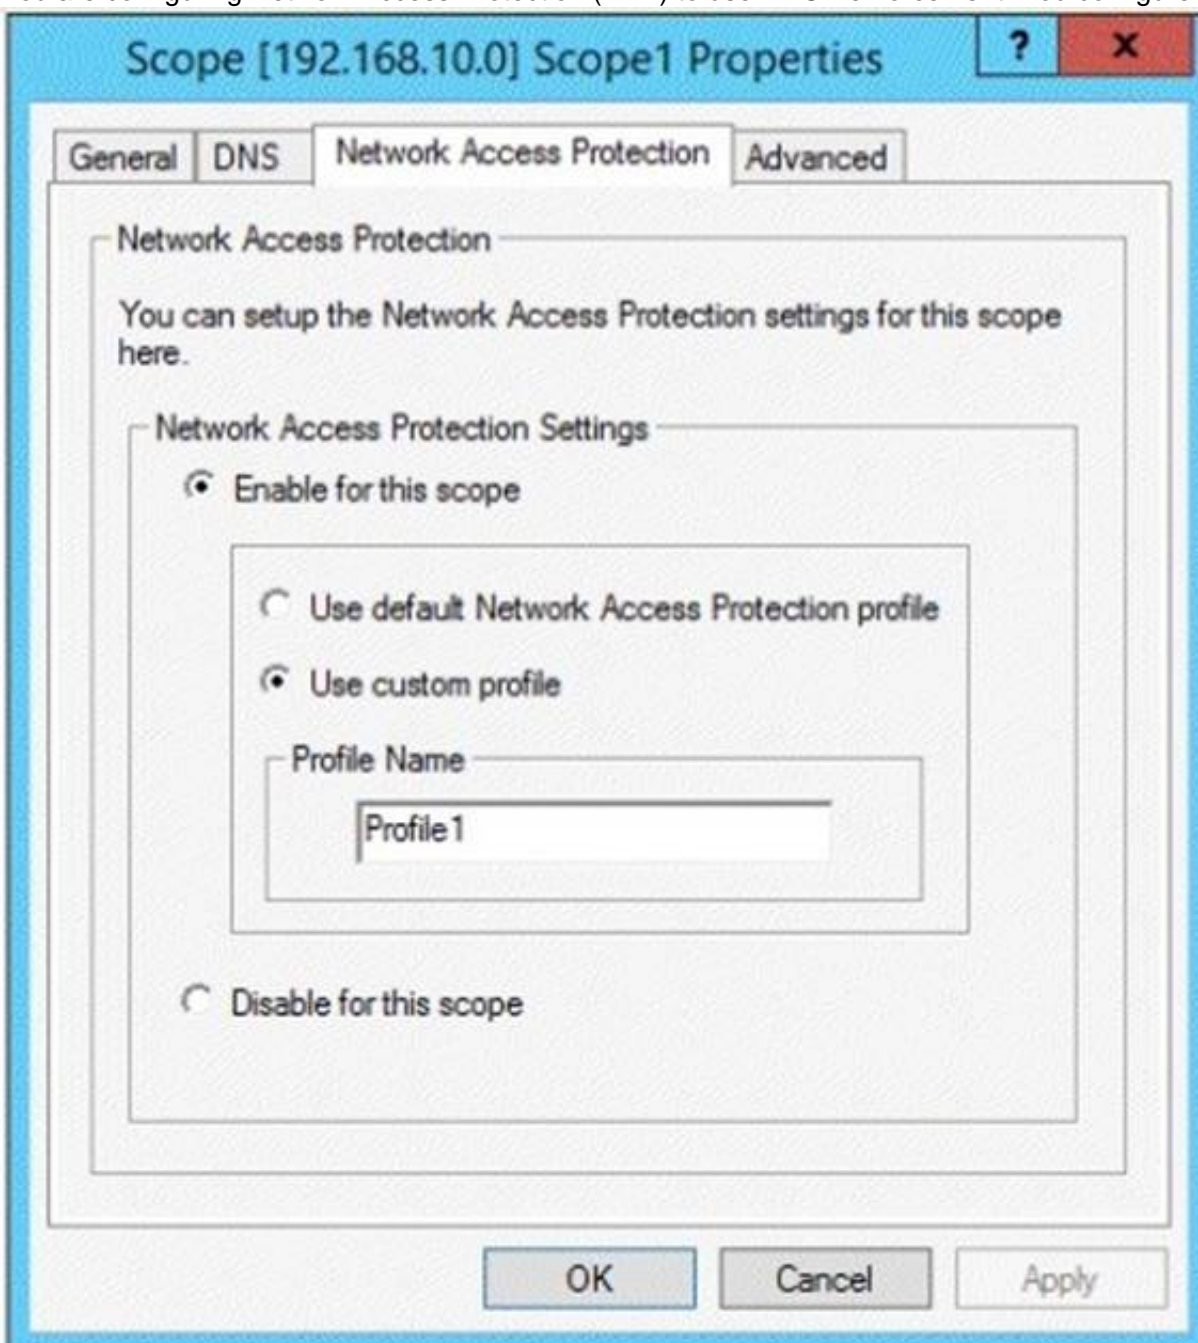 Scope [192.168.10.0] Scope1 Properties
? x
General DNS Network Access Protection Advanced
Network Access Protection
You can setup the Network Access Protection settings for this scope
here.
Network Access Protection Settings
Enable for this scope
Use default Network Access Protection profile
Use custom profile
Profile Name
Profile1
Disable for this scope
OK Cancel Apply